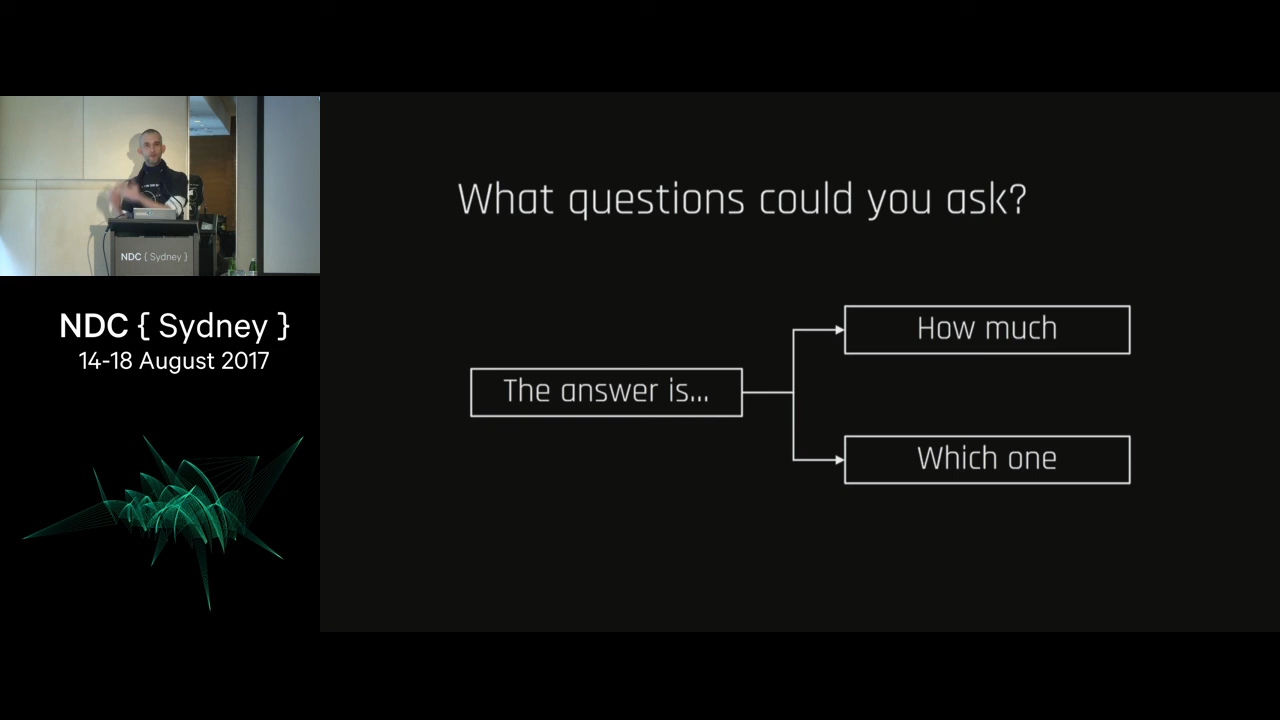 NDC { Sydney }
NDC { Sydney }
14-18 August 2017
What questions could you ask?
The answer is...
How much
Which one